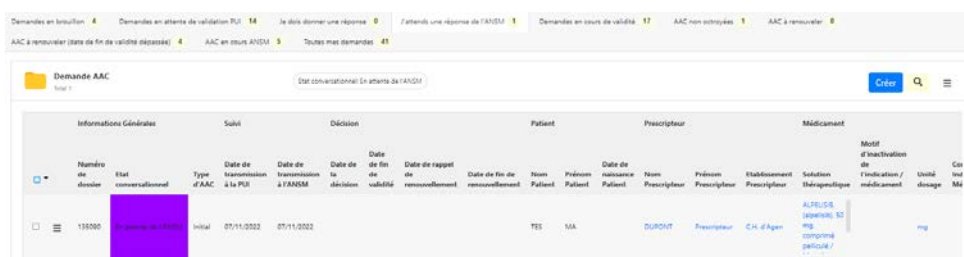 Demandes en brouillon 4 Demandes en attente de validation PUI 14 Je dois donner une réponse 0 J'attends une réponse de l'ANSM 1 Demandes en cours de validité 17 AAC non octroyées 1 AAC à renouveler 0
AAC à renouveler (date de fin de validité dépassée) 4 AAC en cours ANSM 5 Toutes mes demandes 41
Demande AAC
Total 1
Etat conversationnel: En attente de l'ANSM
Créer
Informations Générales Suivi Décision Patient Prescripteur Médicament
Numéro de dossier
Etat conversationnel
Type d'AAC
Date de transmission à la PUI
Date de transmission à l'ANSM
Date de la décision
Date de fin de validité
Date de rappel de renouvellement
Date de fin de renouvellement
Nom Patient
Prénom Patient
Date de naissance Patient
Nom Prescripteur
Prénom Prescripteur
Etablissement Prescripteur
Solution thérapeutique
Motif d'inactivation de l'indication / médicament
Unité dosage
135090
En attente de l'ANSM
Initial
07/11/2022
07/11/2022
TES
MA
DUPONT
Prescripteur
C.H. d'Agen
(alpelisib), 50
mg,
comprimé
pelliculé /
mg